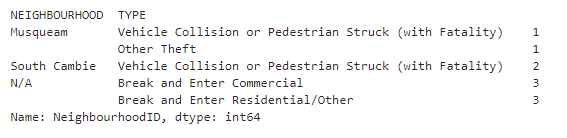 NEIGHBOURHOOD TYPE
Musqueam Vehicle Collision or Pedestrian Struck (with Fatality) 1
Other Theft 1
South Cambie Vehicle Collision or Pedestrian Struck (with Fatality) 2
N/A Break and Enter Commercial 3
Break and Enter Residential/Other 3
Name: NeighbourhoodID, dtype: int64